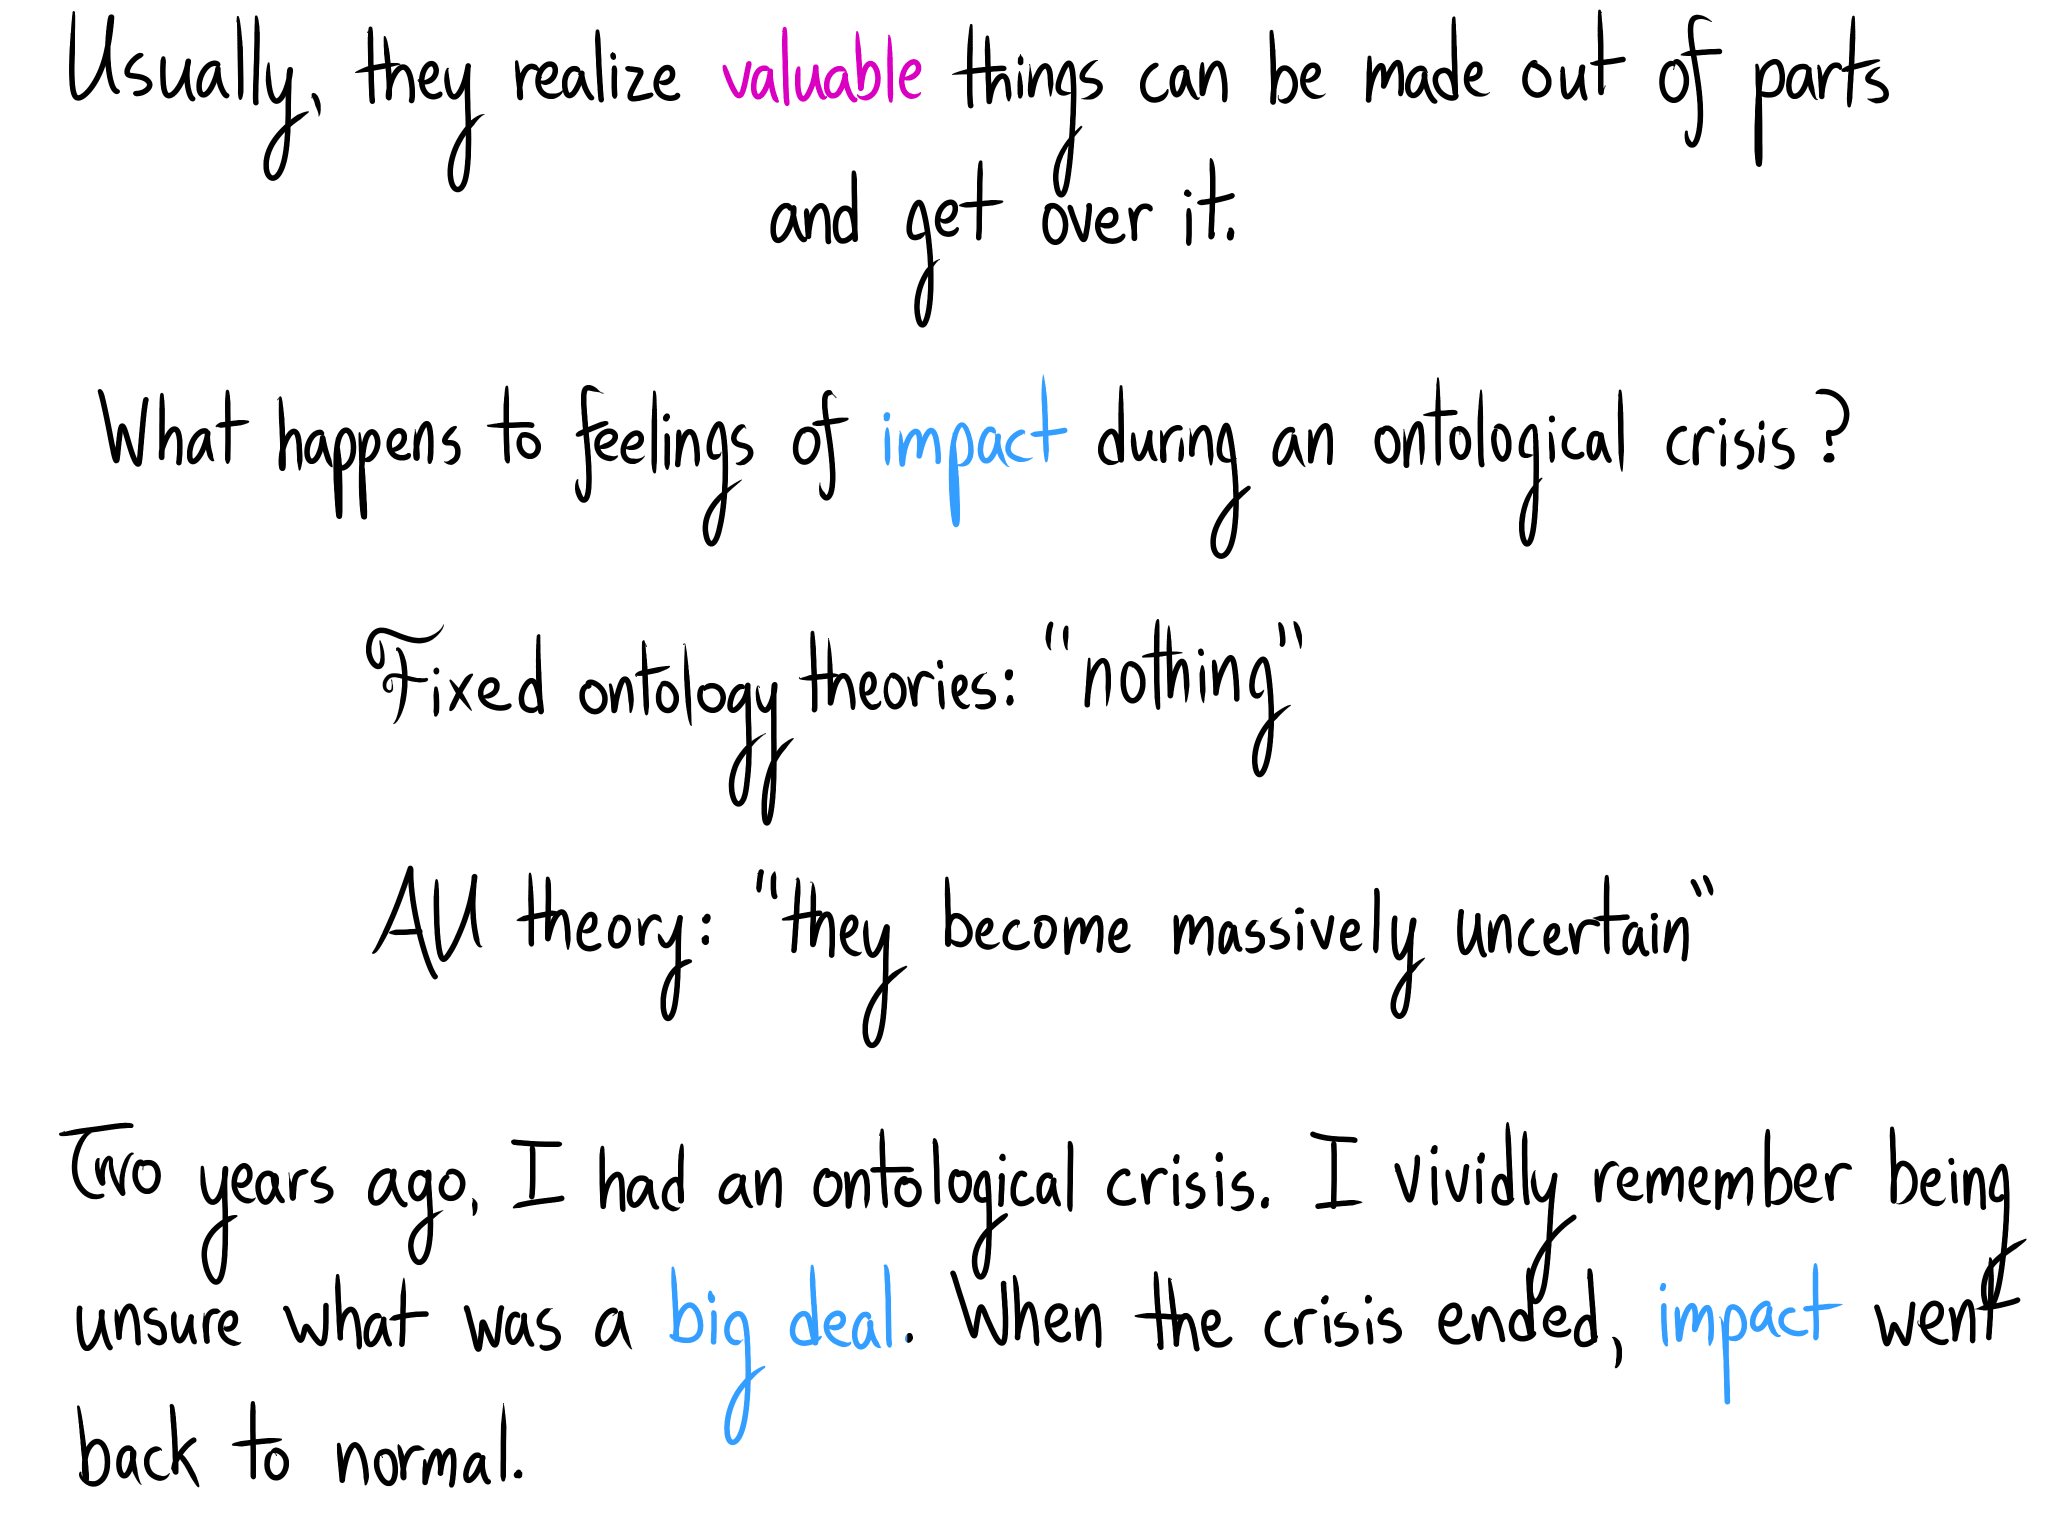 Usually, they realize valuable things can be made out of parts
and get over it.
What happens to feelings of impact during an ontological crisis?
Fixed ontology theories: "nothing"
AU theory: "they become massively uncertain"
Two years ago, I had an ontological crisis. I vividly remember being
unsure what was a big deal. When the crisis ended, impact went
back to normal.